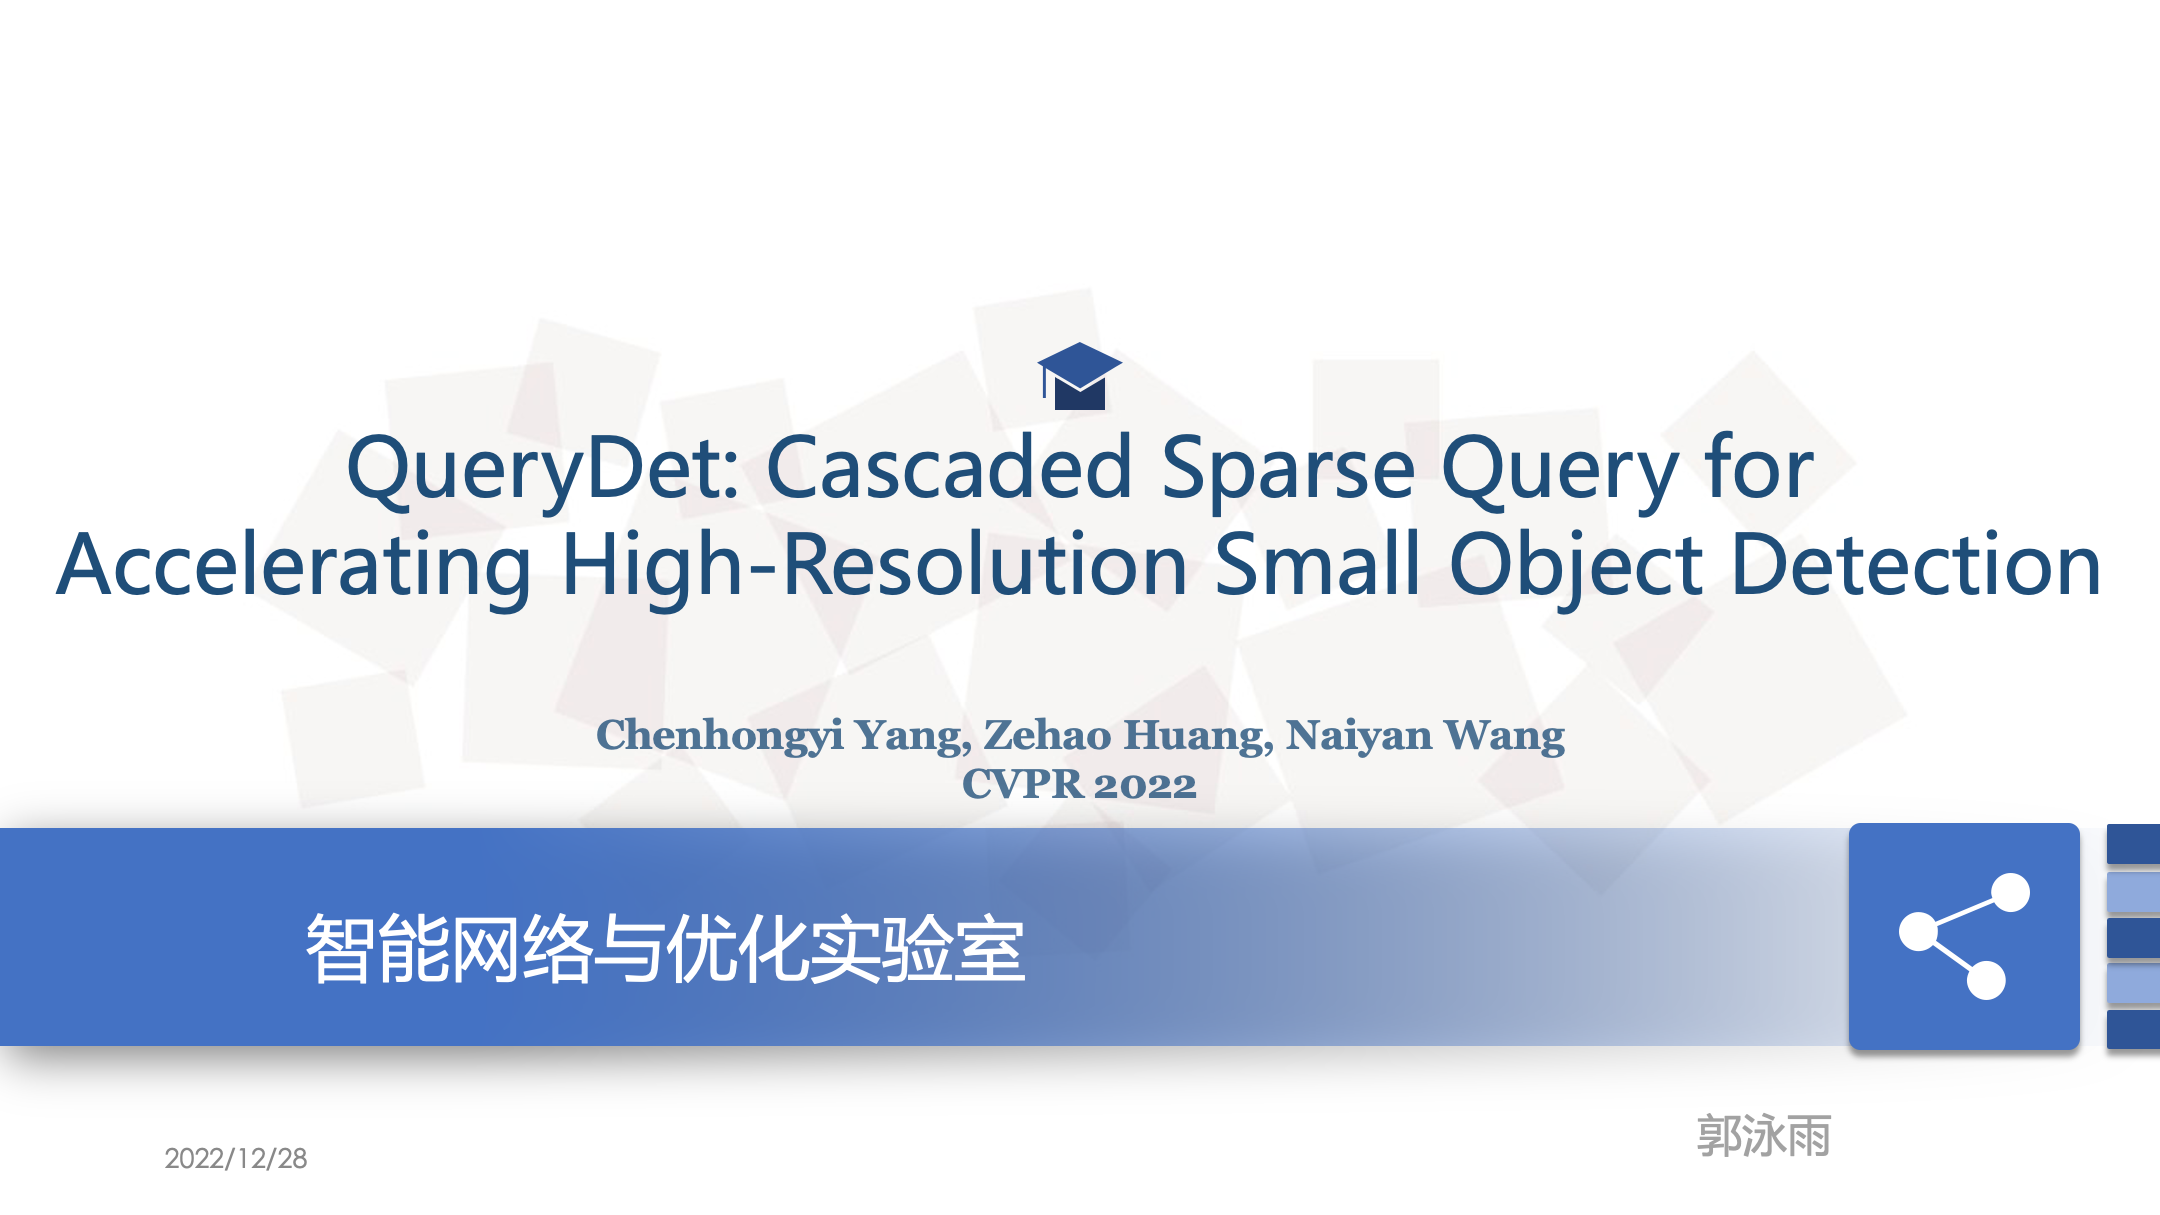 QueryDet: Cascaded Sparse Query for
Accelerating High-Resolution Small Object Detection
Chenhongyi Yang, Zehao Huang, Naiyan Wang
CVPR 2022
智能网络与优化实验室
郭泳雨
2022/12/28